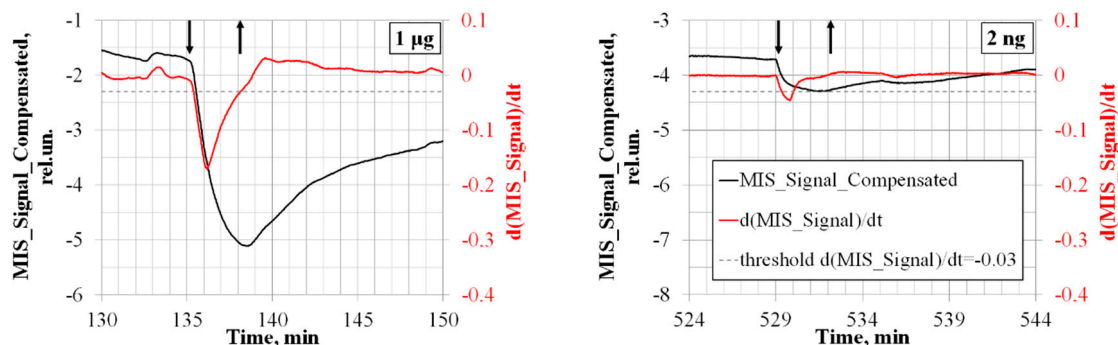 MIS_Signal_Compensated,
rel.un.
-1
-2
-3
-4
-5
-6
130
135
140
145
150
Time, min
1 µg
0.1
0
-0.1
-0.2
-0.3
-0.4
d(MIS_Signal)/dt
MIS_Signal_Compensated,
rel.un.
-3
-4
-5
-6
-7
-8
524
529
534
539
544
Time, min
2 ng
MIS_Signal_Compensated
d(MIS_Signal)/dt
threshold d(MIS_Signal)/dt=-0.03
0.1
0
-0.1
-0.2
-0.3
-0.4
d(MIS_Signal)/dt